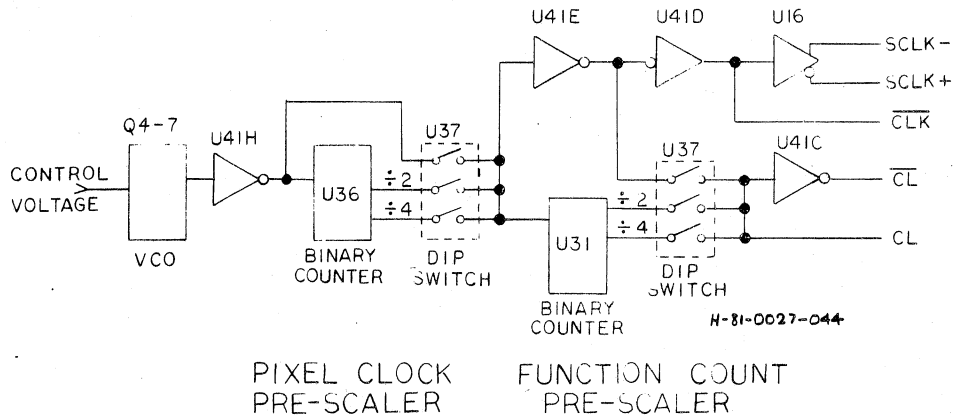 U41E
U41D
U16
SCLK-
SCLK+
CLK
Q4-7
U41H
U37
CONTROL
VOLTAGE
VCO
U36
÷2
÷4
BINARY
COUNTER
DIP
SWITCH
U37
U41C
CL
CL
÷2
÷4
U31
BINARY
COUNTER
DIP
SWITCH
H-81-0027-044
PIXEL CLOCK
PRE-SCALER
FUNCTION COUNT
PRE-SCALER